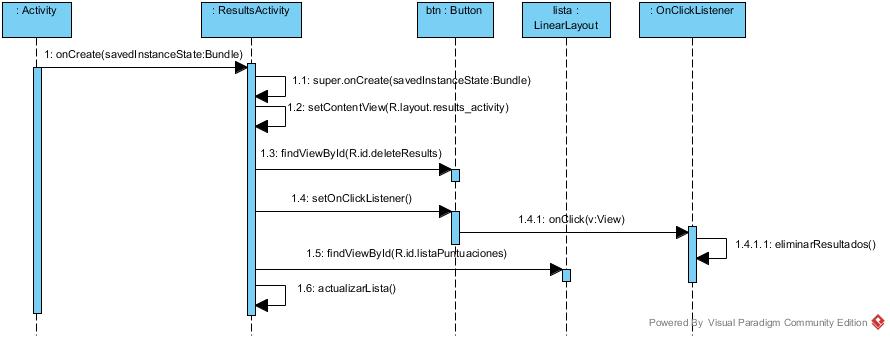 : Activity
: ResultsActivity
btn : Button
lista :
LinearLayout
: OnClickListener
1: onCreate(savedInstanceState:Bundle)
1.1: super.onCreate(savedInstanceState:Bundle)
1.2: setContentView(R.layout.results_activity)
1.3: findViewById(R.id.deleteResults)
1.4: setOnClickListener()
1.4.1: onClick(v:View)
1.4.1.1: eliminarResultados()
1.5: findViewById(R.id.listaPuntuaciones)
1.6: actualizarLista()
Powered By Visual Paradigm Community Edition